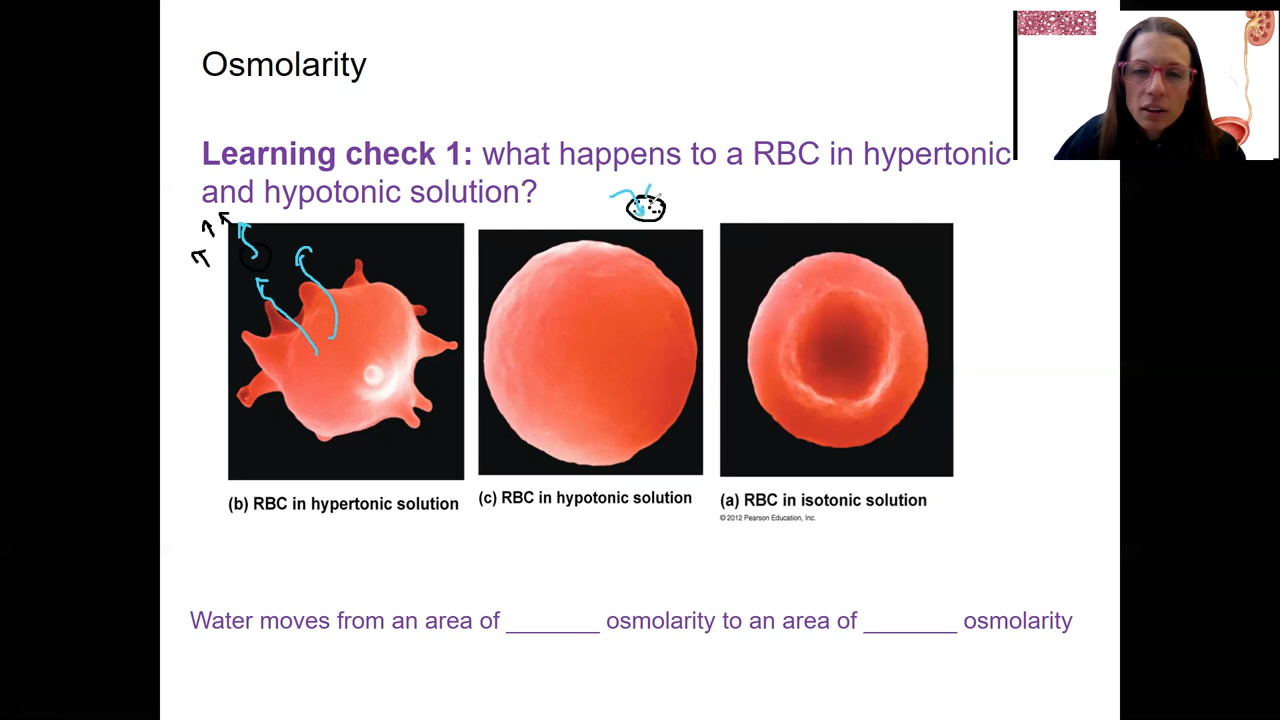 Osmolarity
Learning check 1: what happens to a RBC in hypertonic
and hypotonic solution?
(b) RBC in hypertonic solution
(c) RBC in hypotonic solution
(a) RBC in isotonic solution
© 2012 Pearson Education, Inc.
Water moves from an area of _______ osmolarity to an area of _______ osmolarity